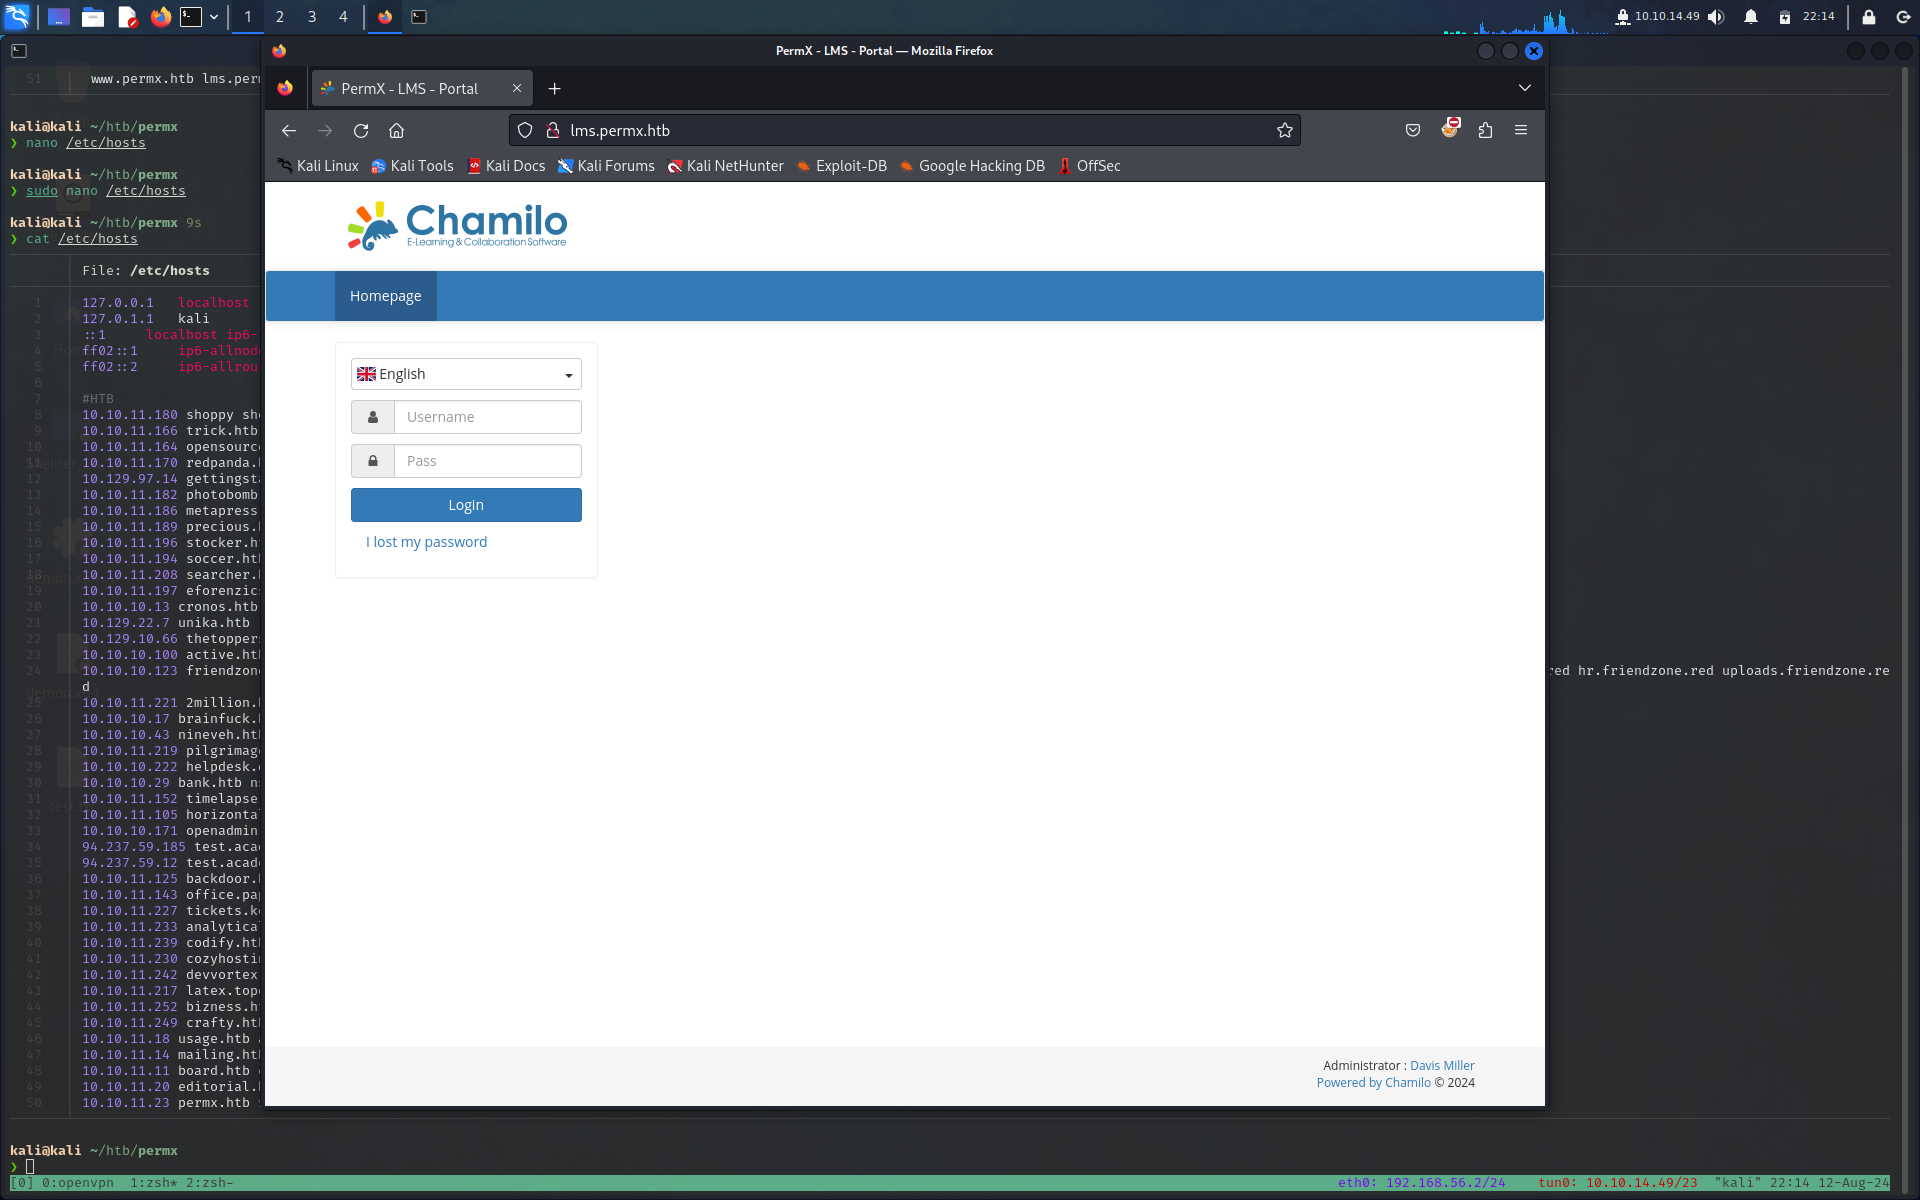 1 2 3 4 10.10.14.49 22:14
PermX - LMS - Portal — Mozilla Firefox
51 www.permx.htb
PermX - LMS - Portal
lms.permx.htb
Kali Linux Kali Tools Kali Docs Kali Forums Kali NetHunter Exploit-DB Google Hacking DB OffSec
kali@kali ~/htb/permx
❯ nano /etc/hosts
kali@kali ~/htb/permx
❯ sudo nano /etc/hosts
kali@kali ~/htb/permx 9s
❯ cat /etc/hosts
File: /etc/hosts
1 127.0.0.1 localhost
2 127.0.1.1 kali
3 ::1 localhost ip6-
4 ff02::1 ip6-allnod
5 ff02::2 ip6-allrou
6
7 #HTB
8 10.10.11.180 shoppy sho
9 10.10.11.166 trick.htb
10 10.10.11.164 opensource
11 10.10.11.170 redpanda.
12 10.129.97.14 gettingst
13 10.10.11.182 photobomb
14 10.10.11.186 metapress
15 10.10.11.189 precious.
16 10.10.11.196 stocker.h
17 10.10.11.194 soccer.ht
18 10.10.11.208 searcher.
19 10.10.11.197 eforenzic
20 10.10.10.13 cronos.htb
21 10.129.22.7 unika.htb
22 10.129.10.66 thetopper
23 10.10.10.100 active.ht
24 10.10.10.123 friendzon red hr.friendzone.red uploads.friendzone.re
d
25 10.10.11.221 2million.
26 10.10.10.17 brainfuck.
27 10.10.10.43 nineveh.ht
28 10.10.11.219 pilgrimag
29 10.10.10.222 helpdesk.
30 10.10.10.29 bank.htb n
31 10.10.11.152 timelapse
32 10.10.11.105 horizonta
33 10.10.10.171 openadmin
34 94.237.59.185 test.aca
35 94.237.59.12 test.acad
36 10.10.11.125 backdoor.
37 10.10.11.143 office.pa
38 10.10.11.227 tickets.k
39 10.10.11.233 analytica
40 10.10.11.239 codify.ht
41 10.10.11.230 cozyhosti
42 10.10.11.242 devvortex
43 10.10.11.217 latex.top
44 10.10.11.252 bizness.h
45 10.10.11.249 crafty.ht
46 10.10.11.18 usage.htb
47 10.10.11.14 mailing.ht
48 10.10.11.11 board.htb
49 10.10.11.20 editorial.
50 10.10.11.23 permx.htb
Chamilo
E-Learning & Collaboration Software
Homepage
English
Username
Pass
Login
I lost my password
Administrator : Davis Miller
Powered by Chamilo © 2024
kali@kali ~/htb/permx
❯
[0] 0:openvpn 1:zsh* 2:zsh- eth0: 192.168.56.2/24 tun0: 10.10.14.49/23 "kali" 22:14 12-Aug-24